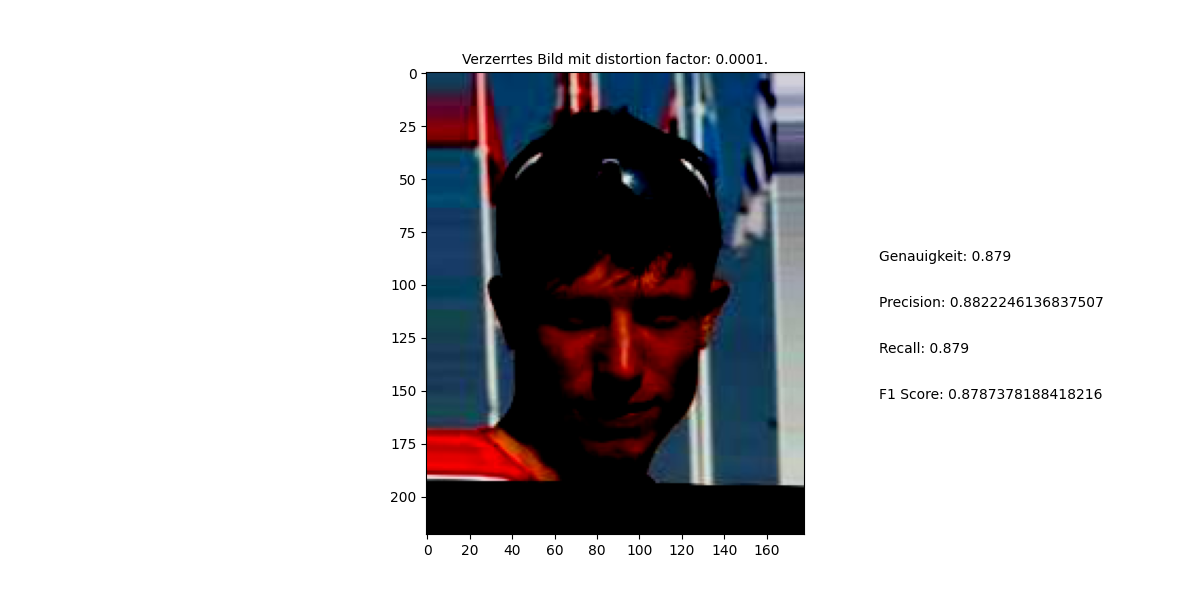 Verzerrtes Bild mit distortion factor: 0.0001.
0
25
50
75
100
125
150
175
200
0 20 40 60 80 100 120 140 160
Genauigkeit: 0.879
Precision: 0.8822246136837507
Recall: 0.879
F1 Score: 0.8787378188418216